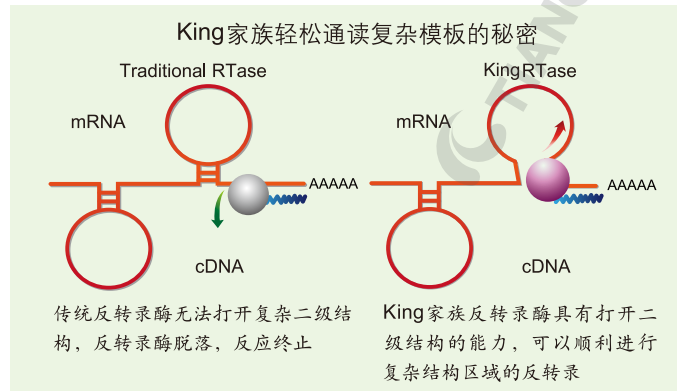 King家族轻松通读复杂模板的秘密
Traditional RTase
KingRTase
mRNA
mRNA
AAAAA
AAAAA
cDNA
cDNA
传统反转录酶无法打开复杂二级结
构，反转录酶脱落，反应终止
King家族反转录酶具有打开二
级结构的能力，可以顺利进行
复杂结构区域的反转录
TIANG